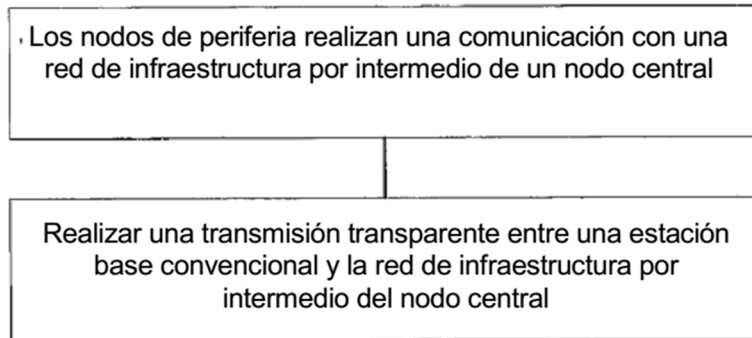 Los nodos de periferia realizan una comunicación con una
red de infraestructura por intermedio de un nodo central
Realizar una transmisión transparente entre una estación
base convencional y la red de infraestructura por
intermedio del nodo central